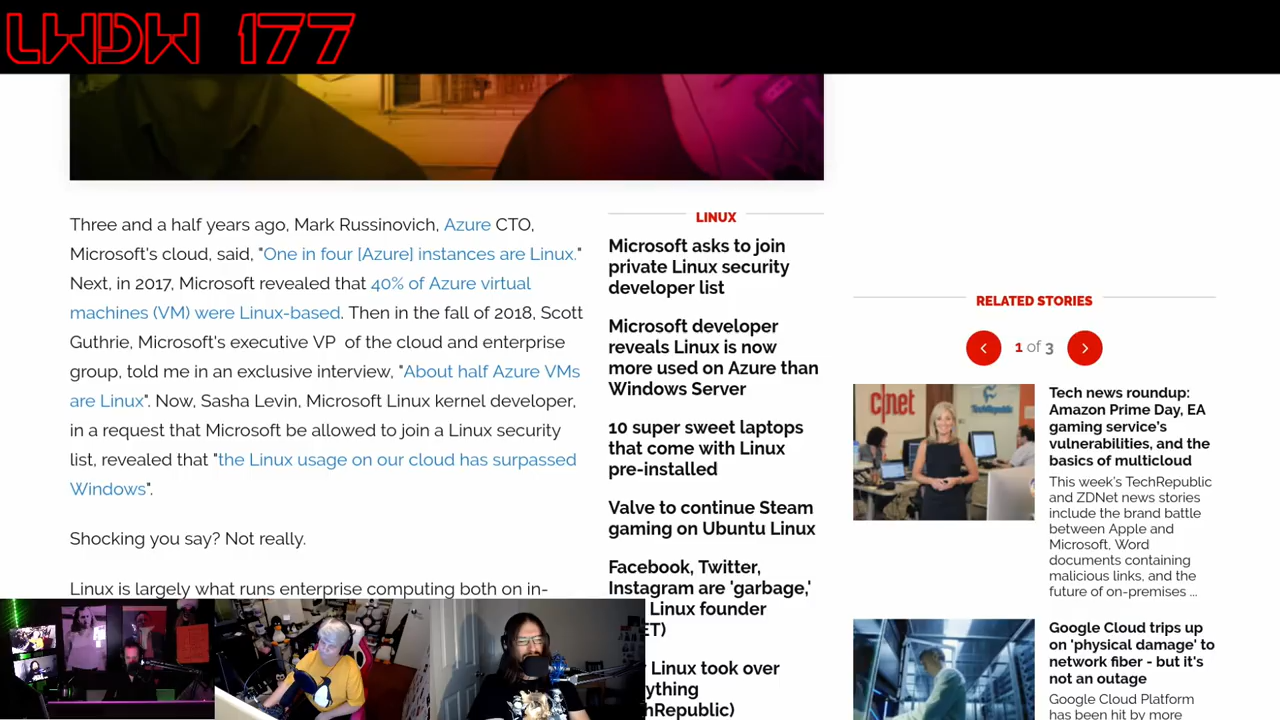 LWDW 177
Three and a half years ago, Mark Russinovich, Azure CTO,
Microsoft's cloud, said, "One in four [Azure] instances are Linux."
Next, in 2017, Microsoft revealed that 40% of Azure virtual
machines (VM) were Linux-based. Then in the fall of 2018, Scott
Guthrie, Microsoft's executive VP of the cloud and enterprise
group, told me in an exclusive interview, "About half Azure VMs
are Linux". Now, Sasha Levin, Microsoft Linux kernel developer,
in a request that Microsoft be allowed to join a Linux security
list, revealed that "the Linux usage on our cloud has surpassed
Windows".
Shocking you say? Not really.
Linux is largely what runs enterprise computing both on in-
LINUX
Microsoft asks to join
private Linux security
developer list
Microsoft developer
reveals Linux is now
more used on Azure than
Windows Server
10 super sweet laptops
that come with Linux
pre-installed
Valve to continue Steam
gaming on Ubuntu Linux
Facebook, Twitter,
Instagram are 'garbage,'
Linux founder
ET)
Linux took over
ything
hRepublic)
RELATED STORIES
1 of 3
c|net
TechRepublic
Tech news roundup:
Amazon Prime Day, EA
gaming service's
vulnerabilities, and the
basics of multicloud
This week's TechRepublic
and ZDNet news stories
include the brand battle
between Apple and
Microsoft, Word
documents containing
malicious links, and the
future of on-premises ...
Google Cloud trips up
on 'physical damage' to
network fiber - but it's
not an outage
Google Cloud Platform
has been hit by more